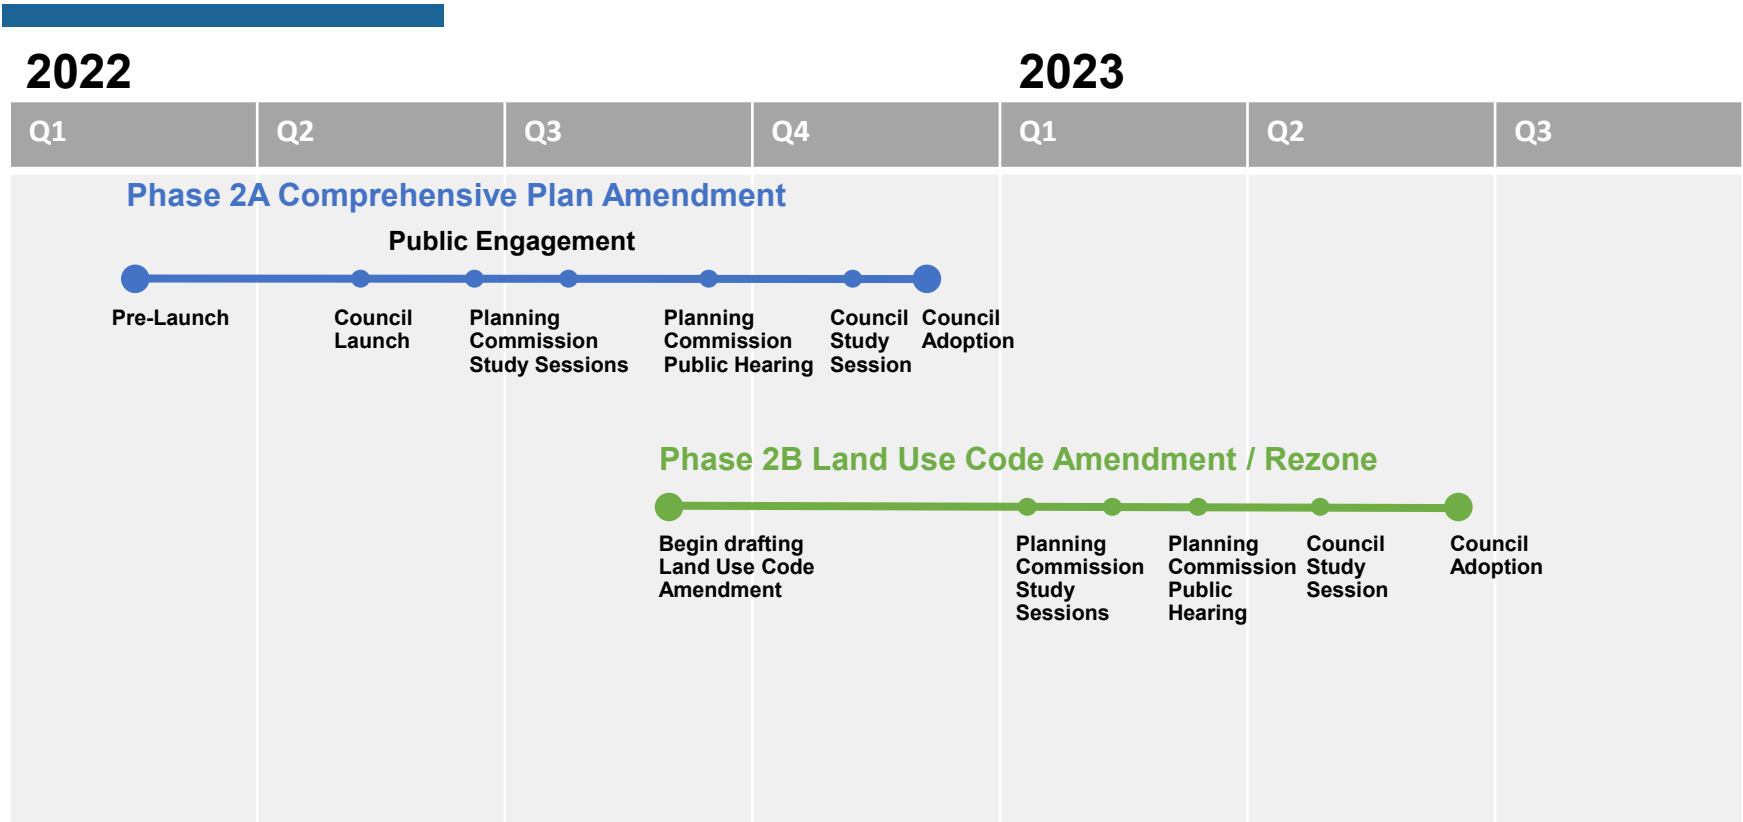 2022 2023
Q1 Q2 Q3 Q4 Q1 Q2 Q3
Phase 2A Comprehensive Plan Amendment
Public Engagement
Pre-Launch
Council
Launch
Planning
Commission
Study Sessions
Planning
Commission
Public Hearing
Council
Study
Session
Council
Adoption
Phase 2B Land Use Code Amendment / Rezone
Begin drafting
Land Use Code
Amendment
Planning
Commission
Study
Sessions
Planning
Commission
Public
Hearing
Council
Study
Session
Council
Adoption